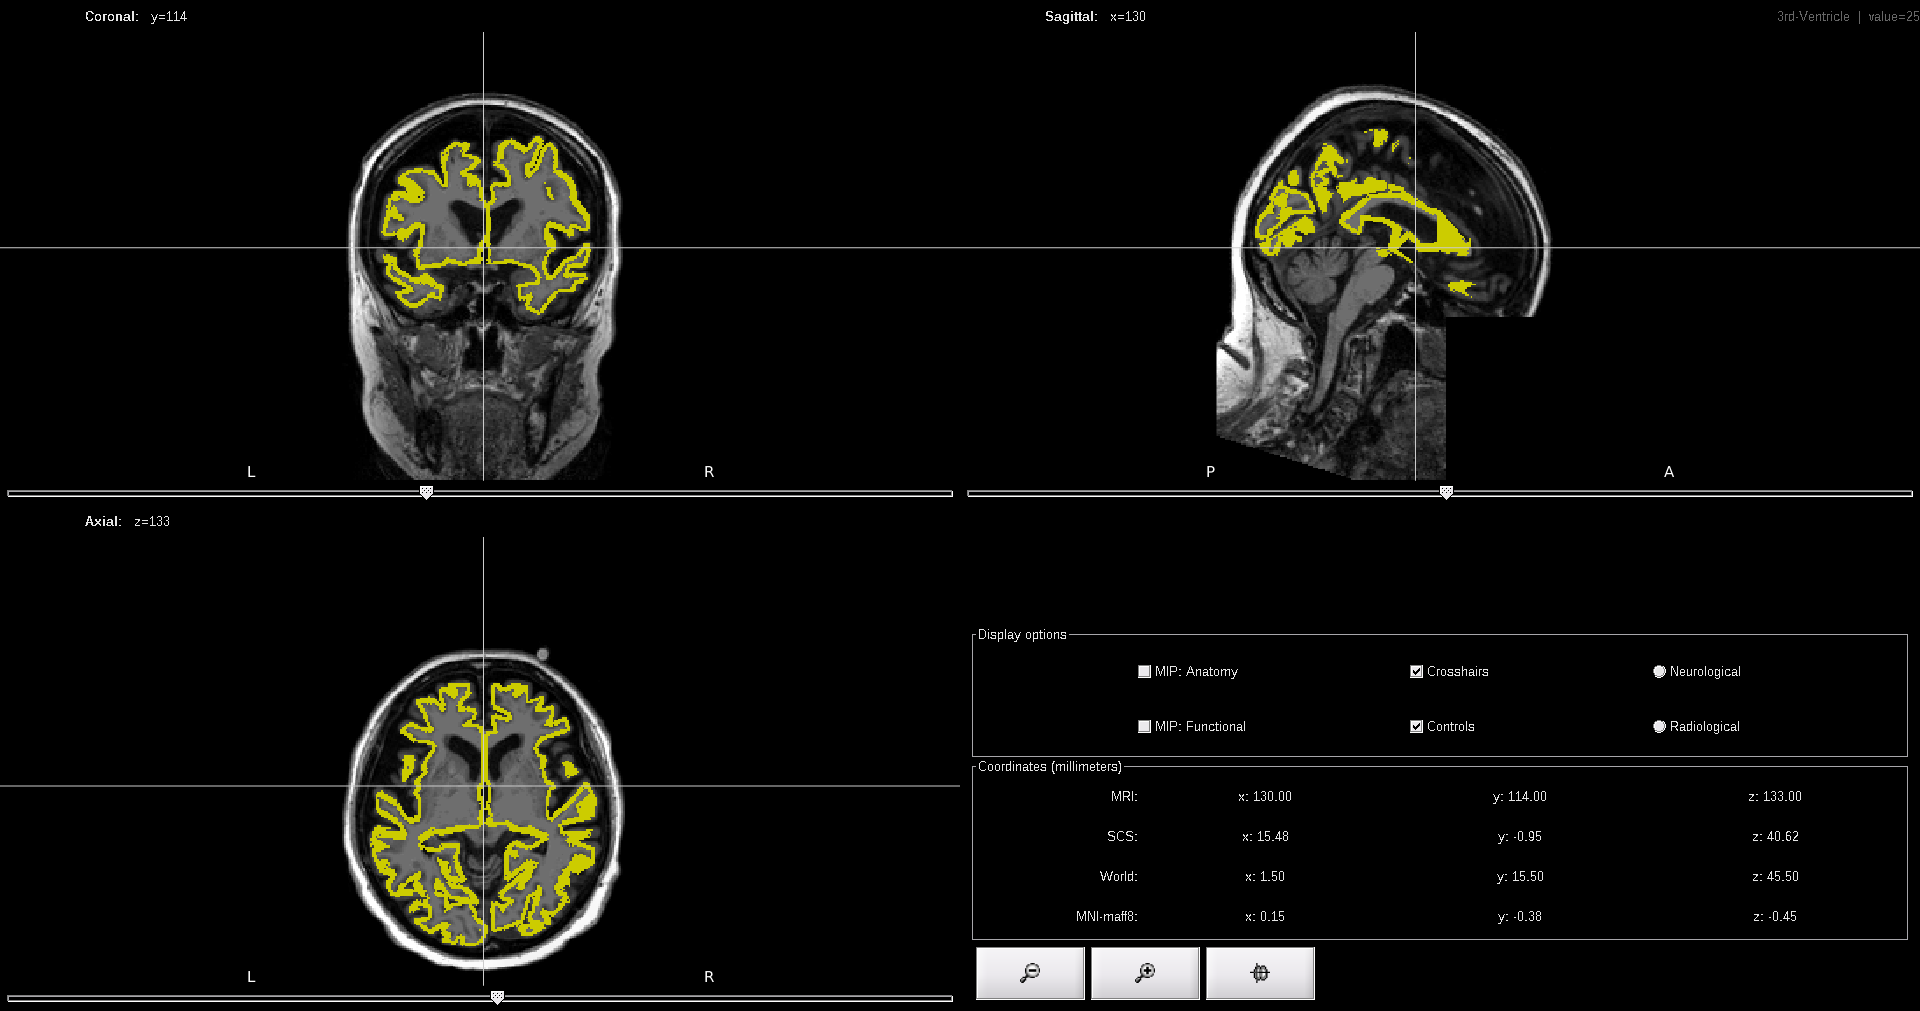 Coronal: y=114
Sagittal: x=130
3rd-Ventricle | value=25
L
R
P
A
Axial: z=133
L
R
Display options
MIP: Anatomy
Crosshairs
Neurological
MIP: Functional
Controls
Radiological
Coordinates (millimeters)
MRI: x: 130.00 y: 114.00 z: 133.00
SCS: x: 15.48 y: -0.95 z: 40.62
World: x: 1.50 y: 15.50 z: 45.50
MNI-maff8: x: 0.15 y: -0.38 z: -0.45